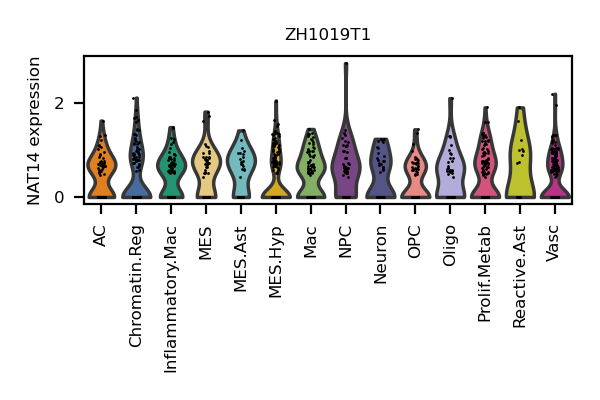 ZH1019T1
NAT14 expression
2
0
AC
Chromatin.Reg
Inflammatory.Mac
MES
MES.Ast
MES.Hyp
Mac
NPC
Neuron
OPC
Oligo
Prolif.Metab
Reactive.Ast
Vasc